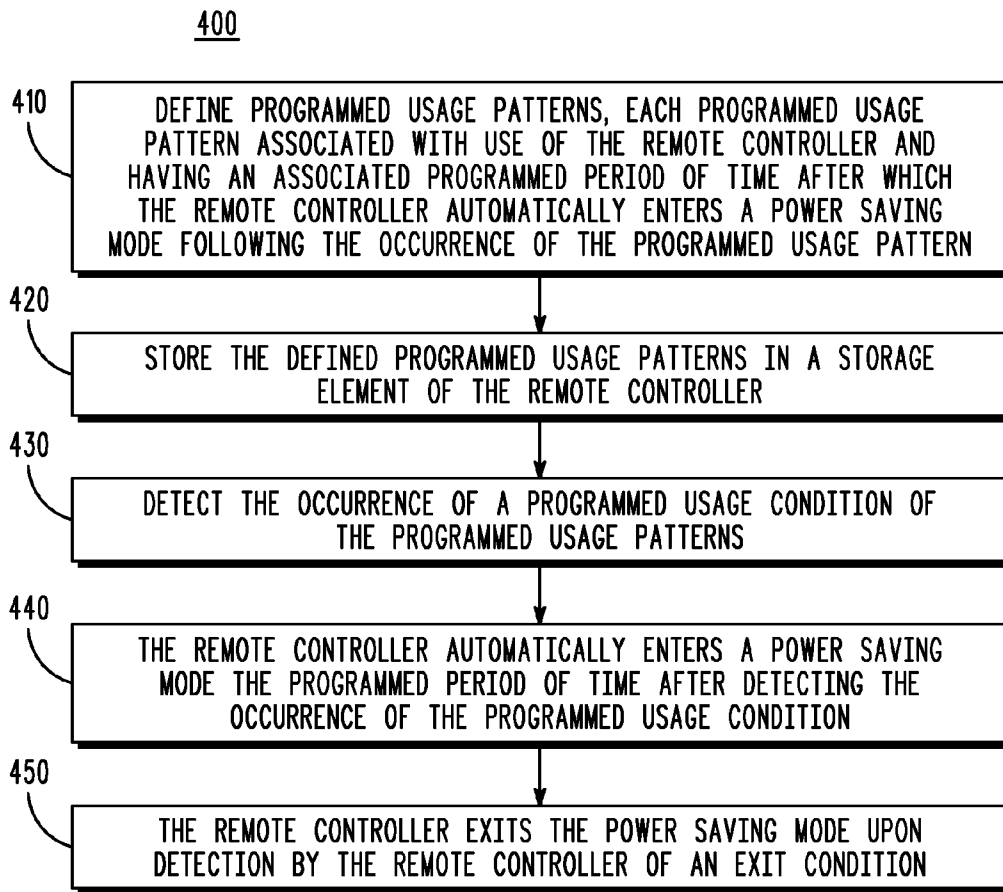 400
410
DEFINE PROGRAMMED USAGE PATTERNS, EACH PROGRAMMED USAGE
PATTERN ASSOCIATED WITH USE OF THE REMOTE CONTROLLER AND
HAVING AN ASSOCIATED PROGRAMMED PERIOD OF TIME AFTER WHICH
THE REMOTE CONTROLLER AUTOMATICALLY ENTERS A POWER SAVING
MODE FOLLOWING THE OCCURRENCE OF THE PROGRAMMED USAGE PATTERN
420
STORE THE DEFINED PROGRAMMED USAGE PATTERNS IN A STORAGE
ELEMENT OF THE REMOTE CONTROLLER
430
DETECT THE OCCURRENCE OF A PROGRAMMED USAGE CONDITION OF
THE PROGRAMMED USAGE PATTERNS
440
THE REMOTE CONTROLLER AUTOMATICALLY ENTERS A POWER SAVING
MODE THE PROGRAMMED PERIOD OF TIME AFTER DETECTING THE
OCCURRENCE OF THE PROGRAMMED USAGE CONDITION
450
THE REMOTE CONTROLLER EXITS THE POWER SAVING MODE UPON
DETECTION BY THE REMOTE CONTROLLER OF AN EXIT CONDITION